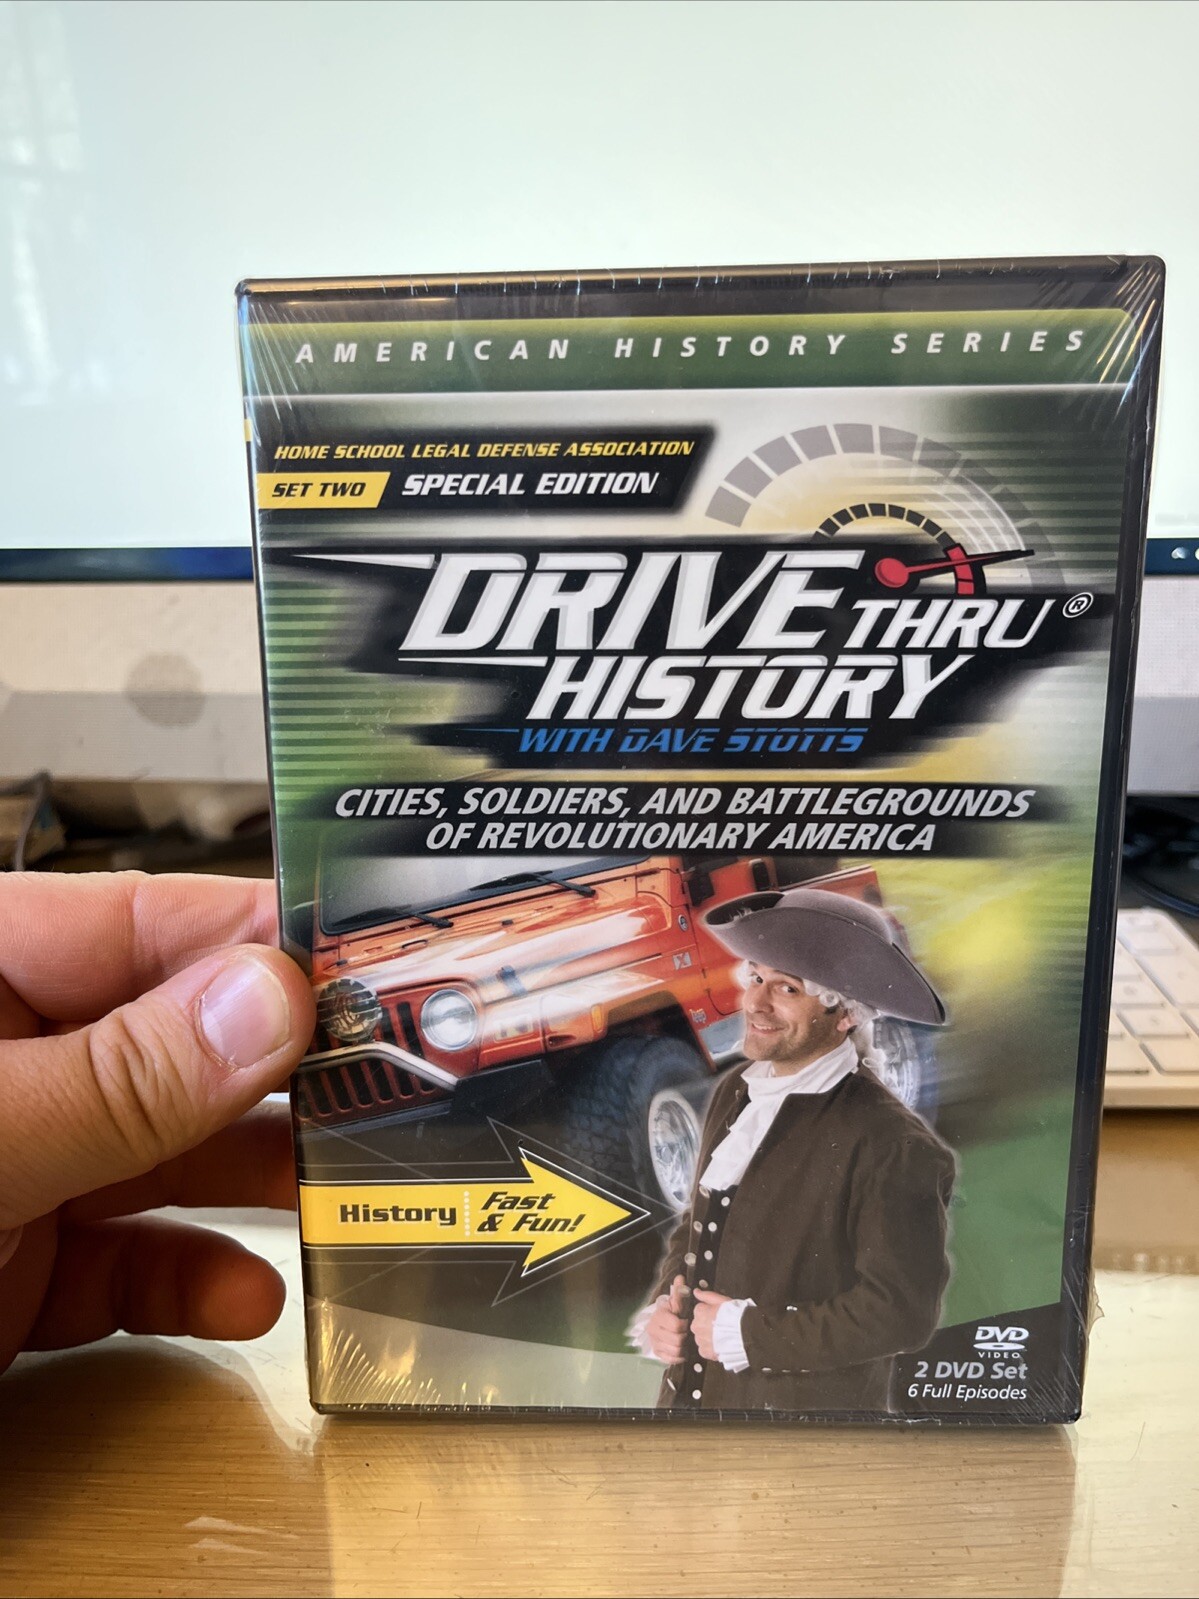 AMERICAN HISTORY SERIES
HOME SCHOOL LEGAL DEFENSE ASSOCIATION
SET TWO SPECIAL EDITION
DRIVE THRU®
HISTORY
WITH DAVE STOTTS
CITIES, SOLDIERS, AND BATTLEGROUNDS
OF REVOLUTIONARY AMERICA
History Fast
& Fun!
DVD
VIDEO
2 DVD Set
6 Full Episodes